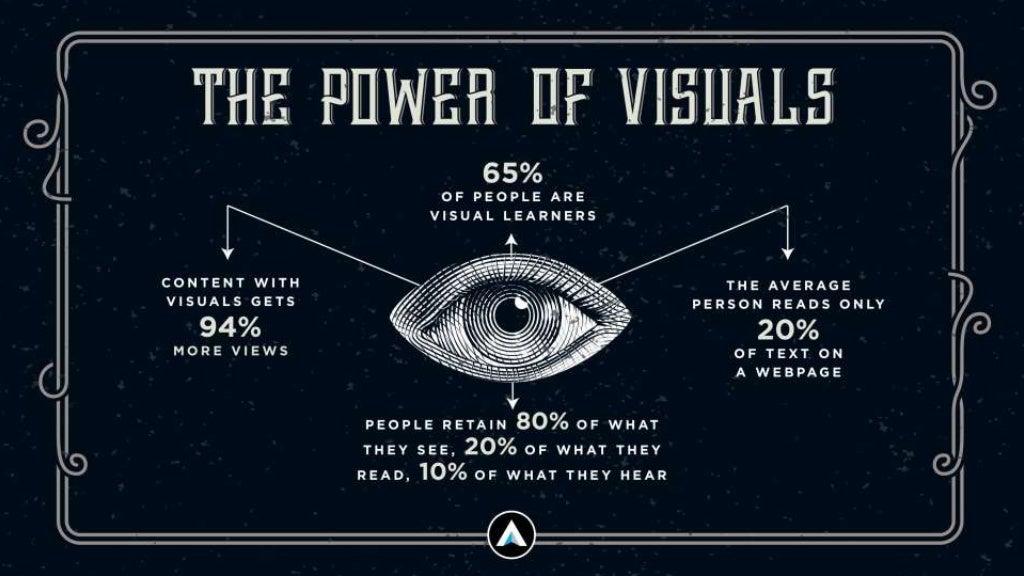 THE POWER OF VISUALS
65%
OF PEOPLE ARE
VISUAL LEARNERS
CONTENT WITH
VISUALS GETS
94%
MORE VIEWS
THE AVERAGE
PERSON READS ONLY
20%
OF TEXT ON
A WEBPAGE
PEOPLE RETAIN 80% OF WHAT
THEY SEE, 20% OF WHAT THEY
READ, 10% OF WHAT THEY HEAR